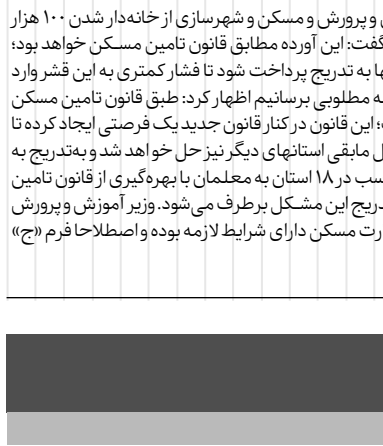 و پرورش و مسکن و شهرسازی از خانه‌دار شدن ۱۰۰ هزار
گفت: این آورده مطابق قانون تامین مسکن خواهد بود؛
ها به تدریج پرداخت شود تا فشار کمتری به این قشر وارد
ه مطلوبی برسانیم اظهار کرد: طبق قانون تامین مسکن
؛ این قانون در کنار قانون جدید یک فرصتی ایجاد کرده تا
ل مابقی استانهای دیگر نیز حل خواهد شد و به‌تدریج به
سب در ۱۸ استان به معلمان با بهره‌گیری از قانون تامین
دریج این مشکل برطرف می‌شود. وزیر آموزش و پرورش
رت مسکن دارای شرایط لازمه بوده و اصطلاحا فرم «ج»